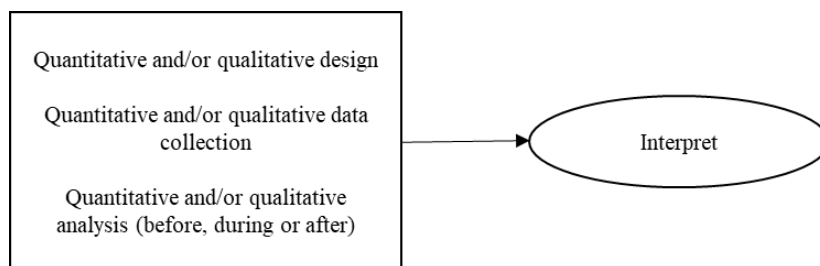 Quantitative and/or qualitative design
Quantitative and/or qualitative data
collection
Quantitative and/or qualitative
analysis (before, during or after)
Interpret